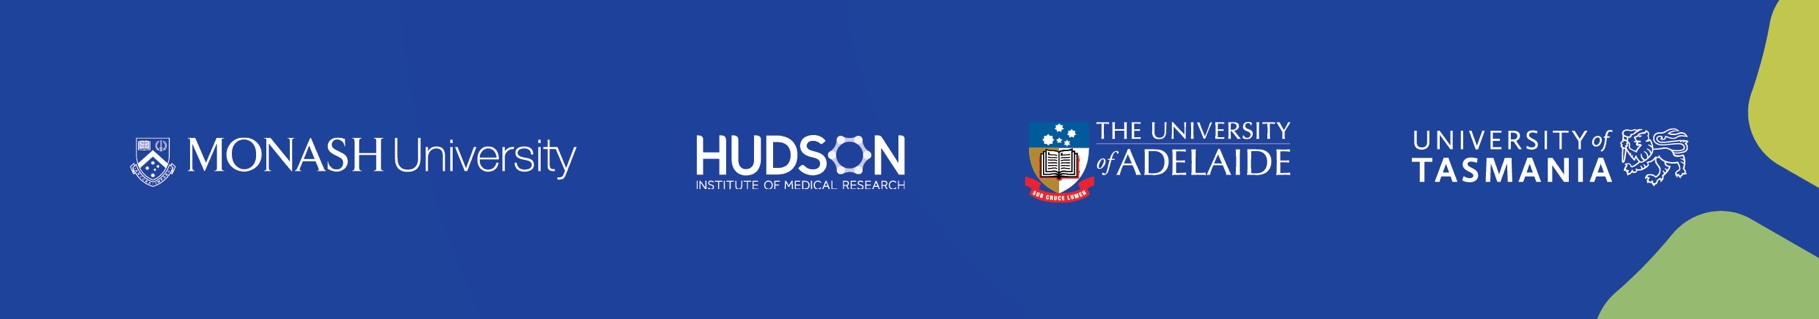 MONASH University
HUDSON
INSTITUTE OF MEDICAL RESEARCH
THE UNIVERSITY
of ADELAIDE
SUB CRUCE LUMEN
UNIVERSITY of
TASMANIA